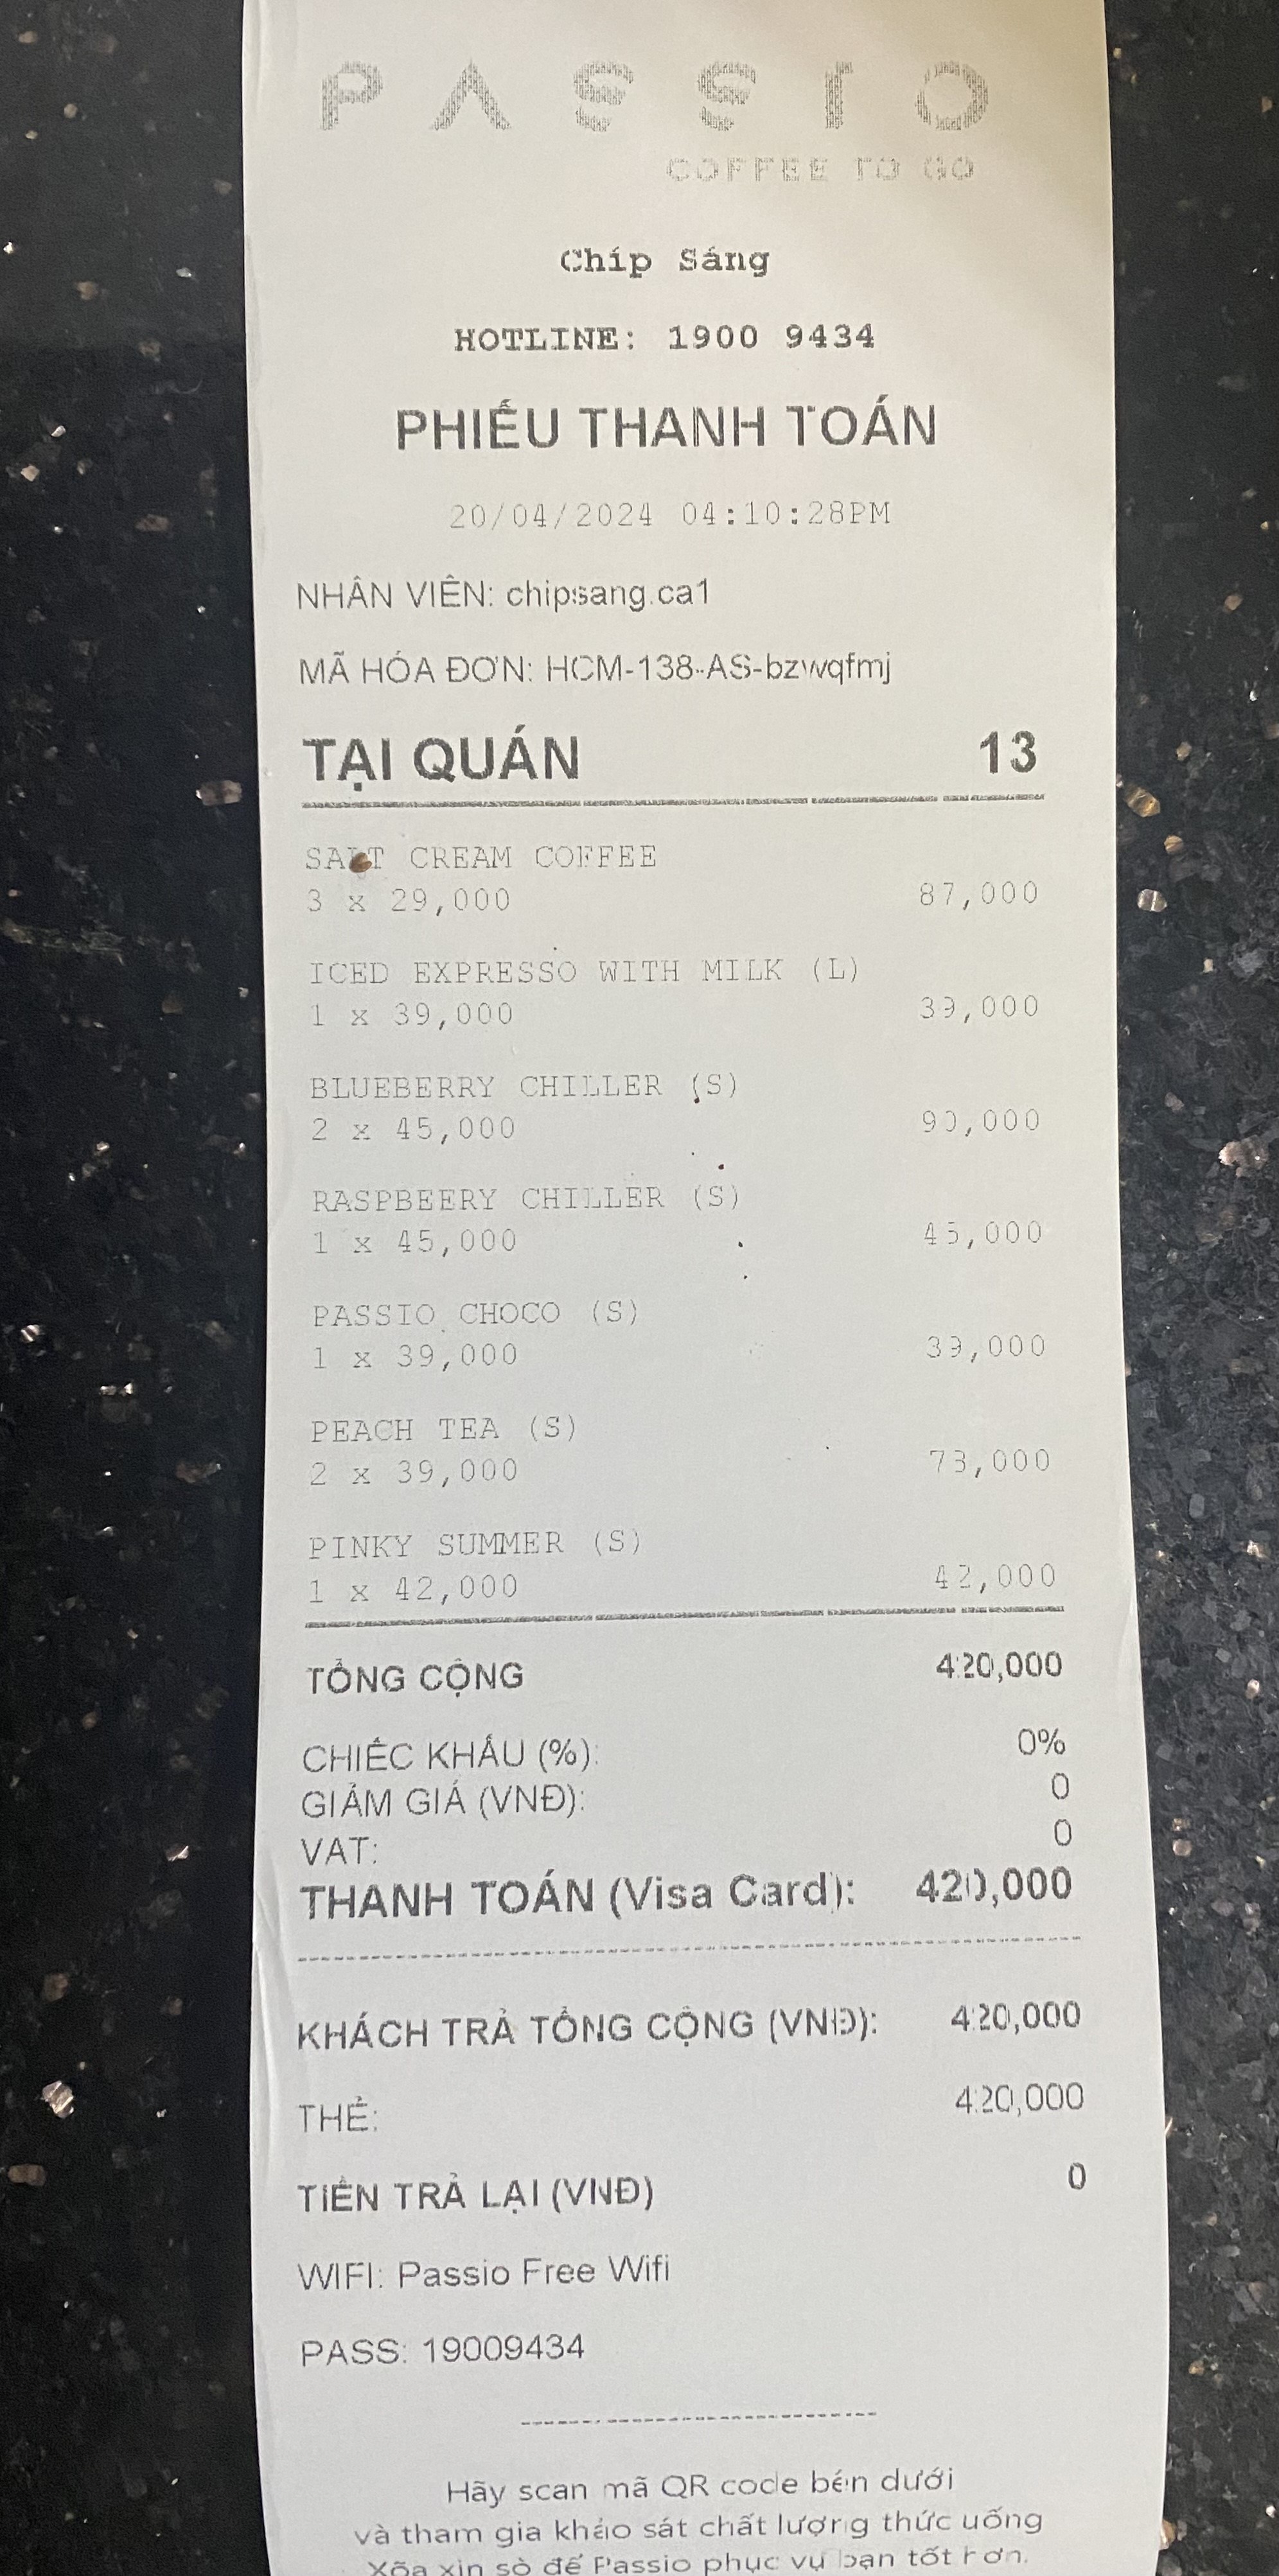 PASSIO
COFFEE TO GO
Chíp Sáng
HOTLINE: 1900 9434
PHIẾU THANH TOÁN
20/04/2024 04:10:28PM
NHÂN VIÊN: chipsang.ca1
MÃ HÓA ĐƠN: HCM-138-AS-bzwqfmj
TẠI QUÁN 13
SALT CREAM COFFEE
3 x 29,000 87,000
ICED EXPRESSO WITH MILK (L)
1 x 39,000 39,000
BLUEBERRY CHILLER (S)
2 x 45,000 90,000
RASPBEERY CHILLER (S)
1 x 45,000 45,000
PASSIO CHOCO (S)
1 x 39,000 39,000
PEACH TEA (S)
2 x 39,000 78,000
PINKY SUMMER (S)
1 x 42,000 42,000
TỔNG CỘNG 420,000
CHIẾC KHẤU (%): 0%
GIẢM GIÁ (VNĐ): 0
VAT: 0
THANH TOÁN (Visa Card): 420,000
KHÁCH TRẢ TỔNG CỘNG (VNĐ): 420,000
THẺ: 420,000
TIỀN TRẢ LẠI (VNĐ) 0
WIFI: Passio Free Wifi
PASS: 19009434
Hãy scan mã QR code bên dưới
và tham gia khảo sát chất lượng thức uống
Xõa xin sò để Passio phục vụ bạn tốt hơn.